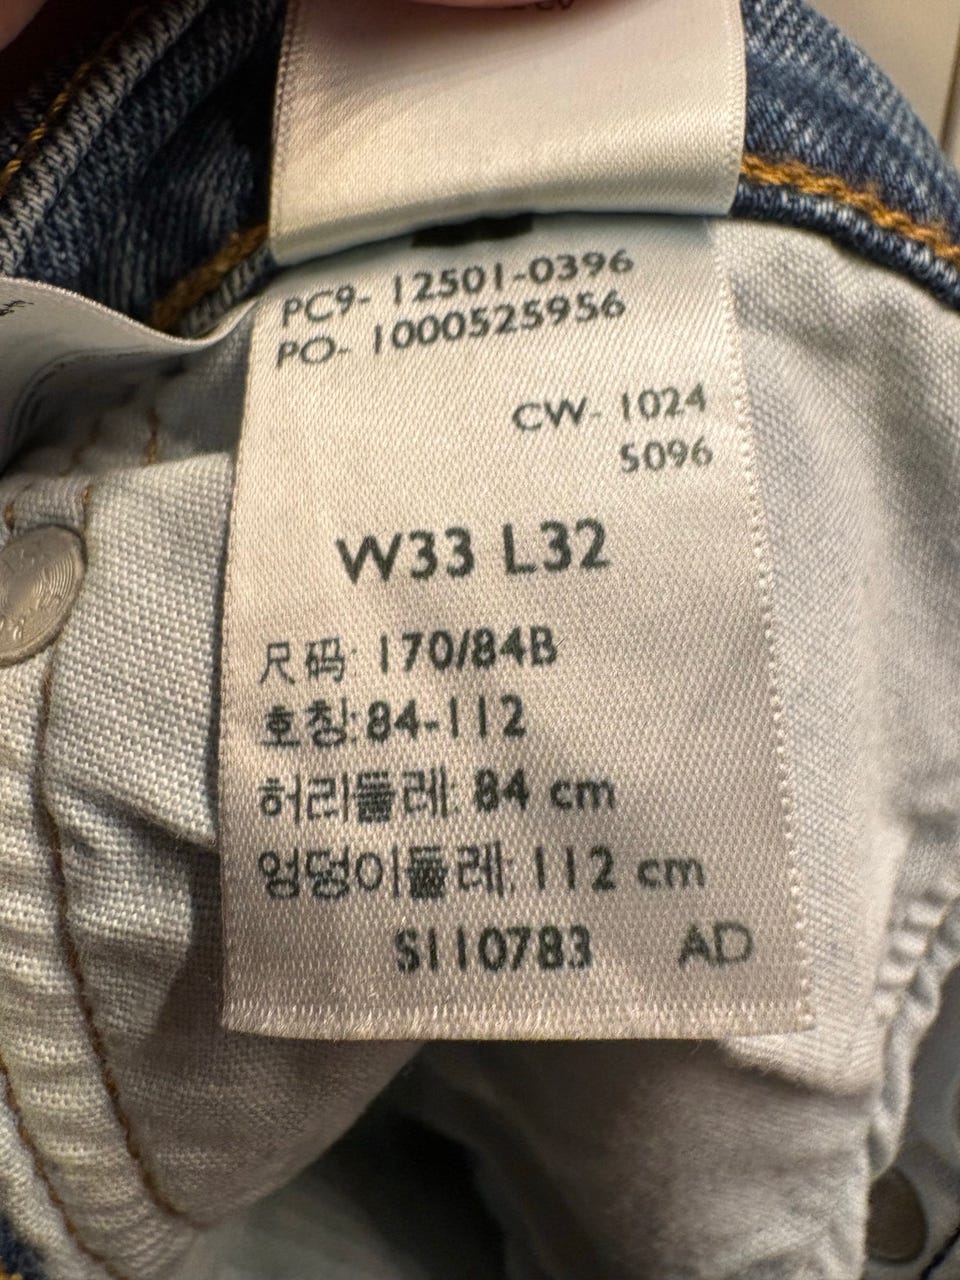 PC9- 12501-0396
PO- 1000525956
CW- 1024
5096
W33 L32
尺码: 170/84B
호칭:84-112
허리둘레: 84 cm
엉덩이둘레: 112 cm
S110783 AD